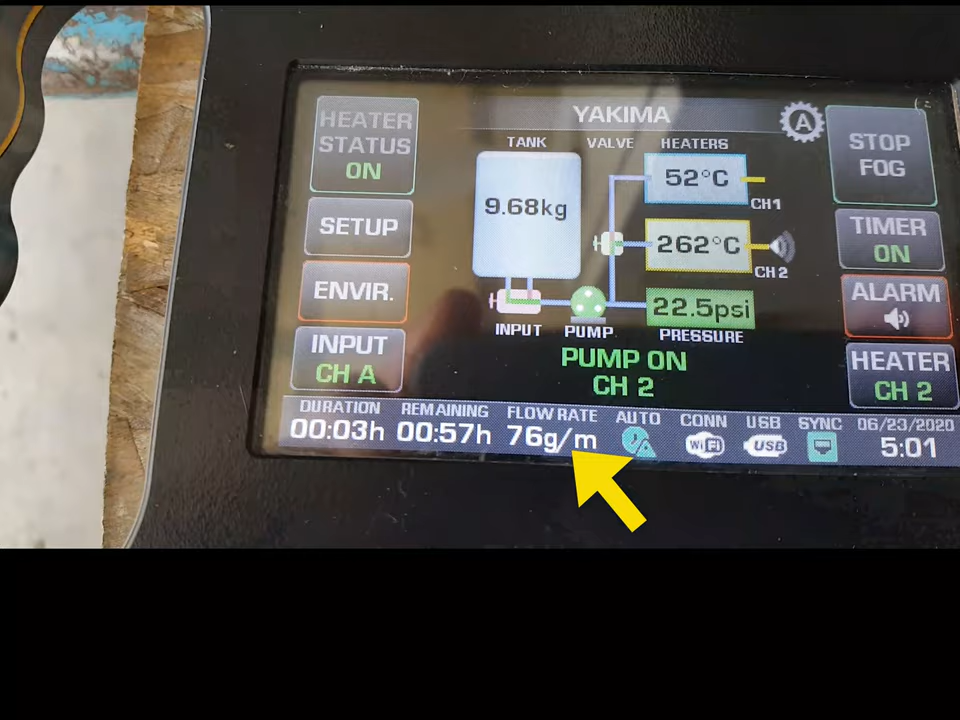 YAKIMA
A
HEATER
STATUS
ON
SETUP
ENVIR.
INPUT
CH A
TANK
VALVE
HEATERS
9.68kg
52°C
CH1
262°C
CH 2
22.5psi
PRESSURE
INPUT
PUMP
PUMP ON
CH 2
STOP
FOG
TIMER
ON
ALARM
HEATER
CH 2
DURATION
00:03h
REMAINING
00:57h
FLOW RATE
76g/m
AUTO
A
CONN
WiFi
USB
USB
SYNC
06/23/2020
5:01